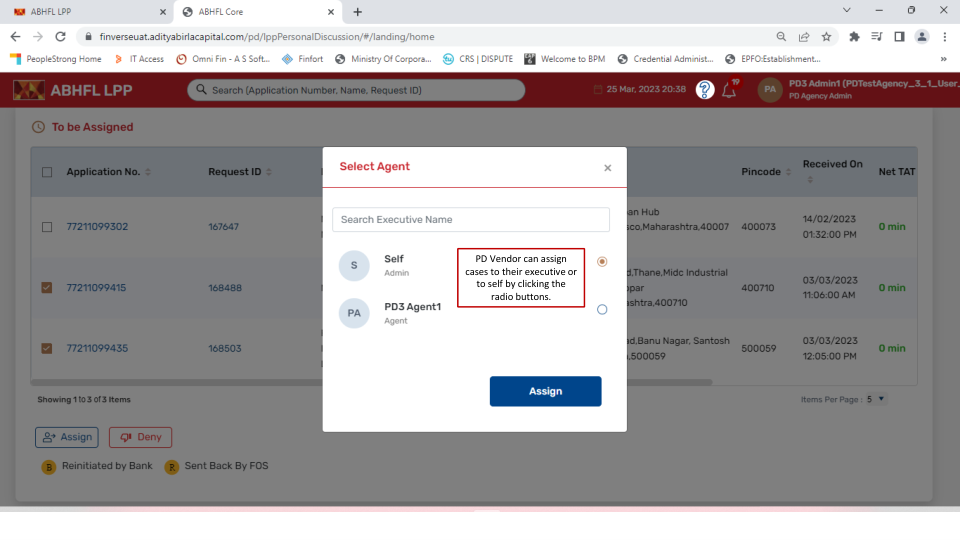 ABHFL LPP
ABHFL Core
finverseuat.adityabirlacapital.com/pd/lppPersonalDiscussion/#/landing/home
PeopleStrong Home
IT Access
Omni Fin - A S Soft...
Finfort
Ministry Of Corpora...
CRS | DISPUTE
Welcome to BPM
Credential Administ...
EPFO:Establishment...
»
ABHFL LPP
Search (Application Number, Name, Request ID)
25 Mar, 2023 20:38
19
PA
PD3 Admin1 (PDTestAgency_3_1_User_
PD Agency Admin
To be Assigned
Application No.
Request ID
Pincode
Received On
Net TAT
77211099302
167647
an Hub
sco,Maharashtra,40007
400073
14/02/2023
01:32:00 PM
0 min
77211099415
168488
d,Thane,Midc Industrial
opar
ashtra,400710
400710
03/03/2023
11:06:00 AM
0 min
77211099435
168503
ad,Banu Nagar, Santosh
,500059
500059
03/03/2023
12:05:00 PM
0 min
Select Agent
×
Search Executive Name
S
Self
Admin
PA
PD3 Agent1
Agent
PD Vendor can assign
cases to their executive or
to self by clicking the
radio buttons.
Assign
Showing 1 to 3 of 3 Items
Items Per Page : 5
Assign
Deny
B Reinitiated by Bank
R Sent Back By FOS